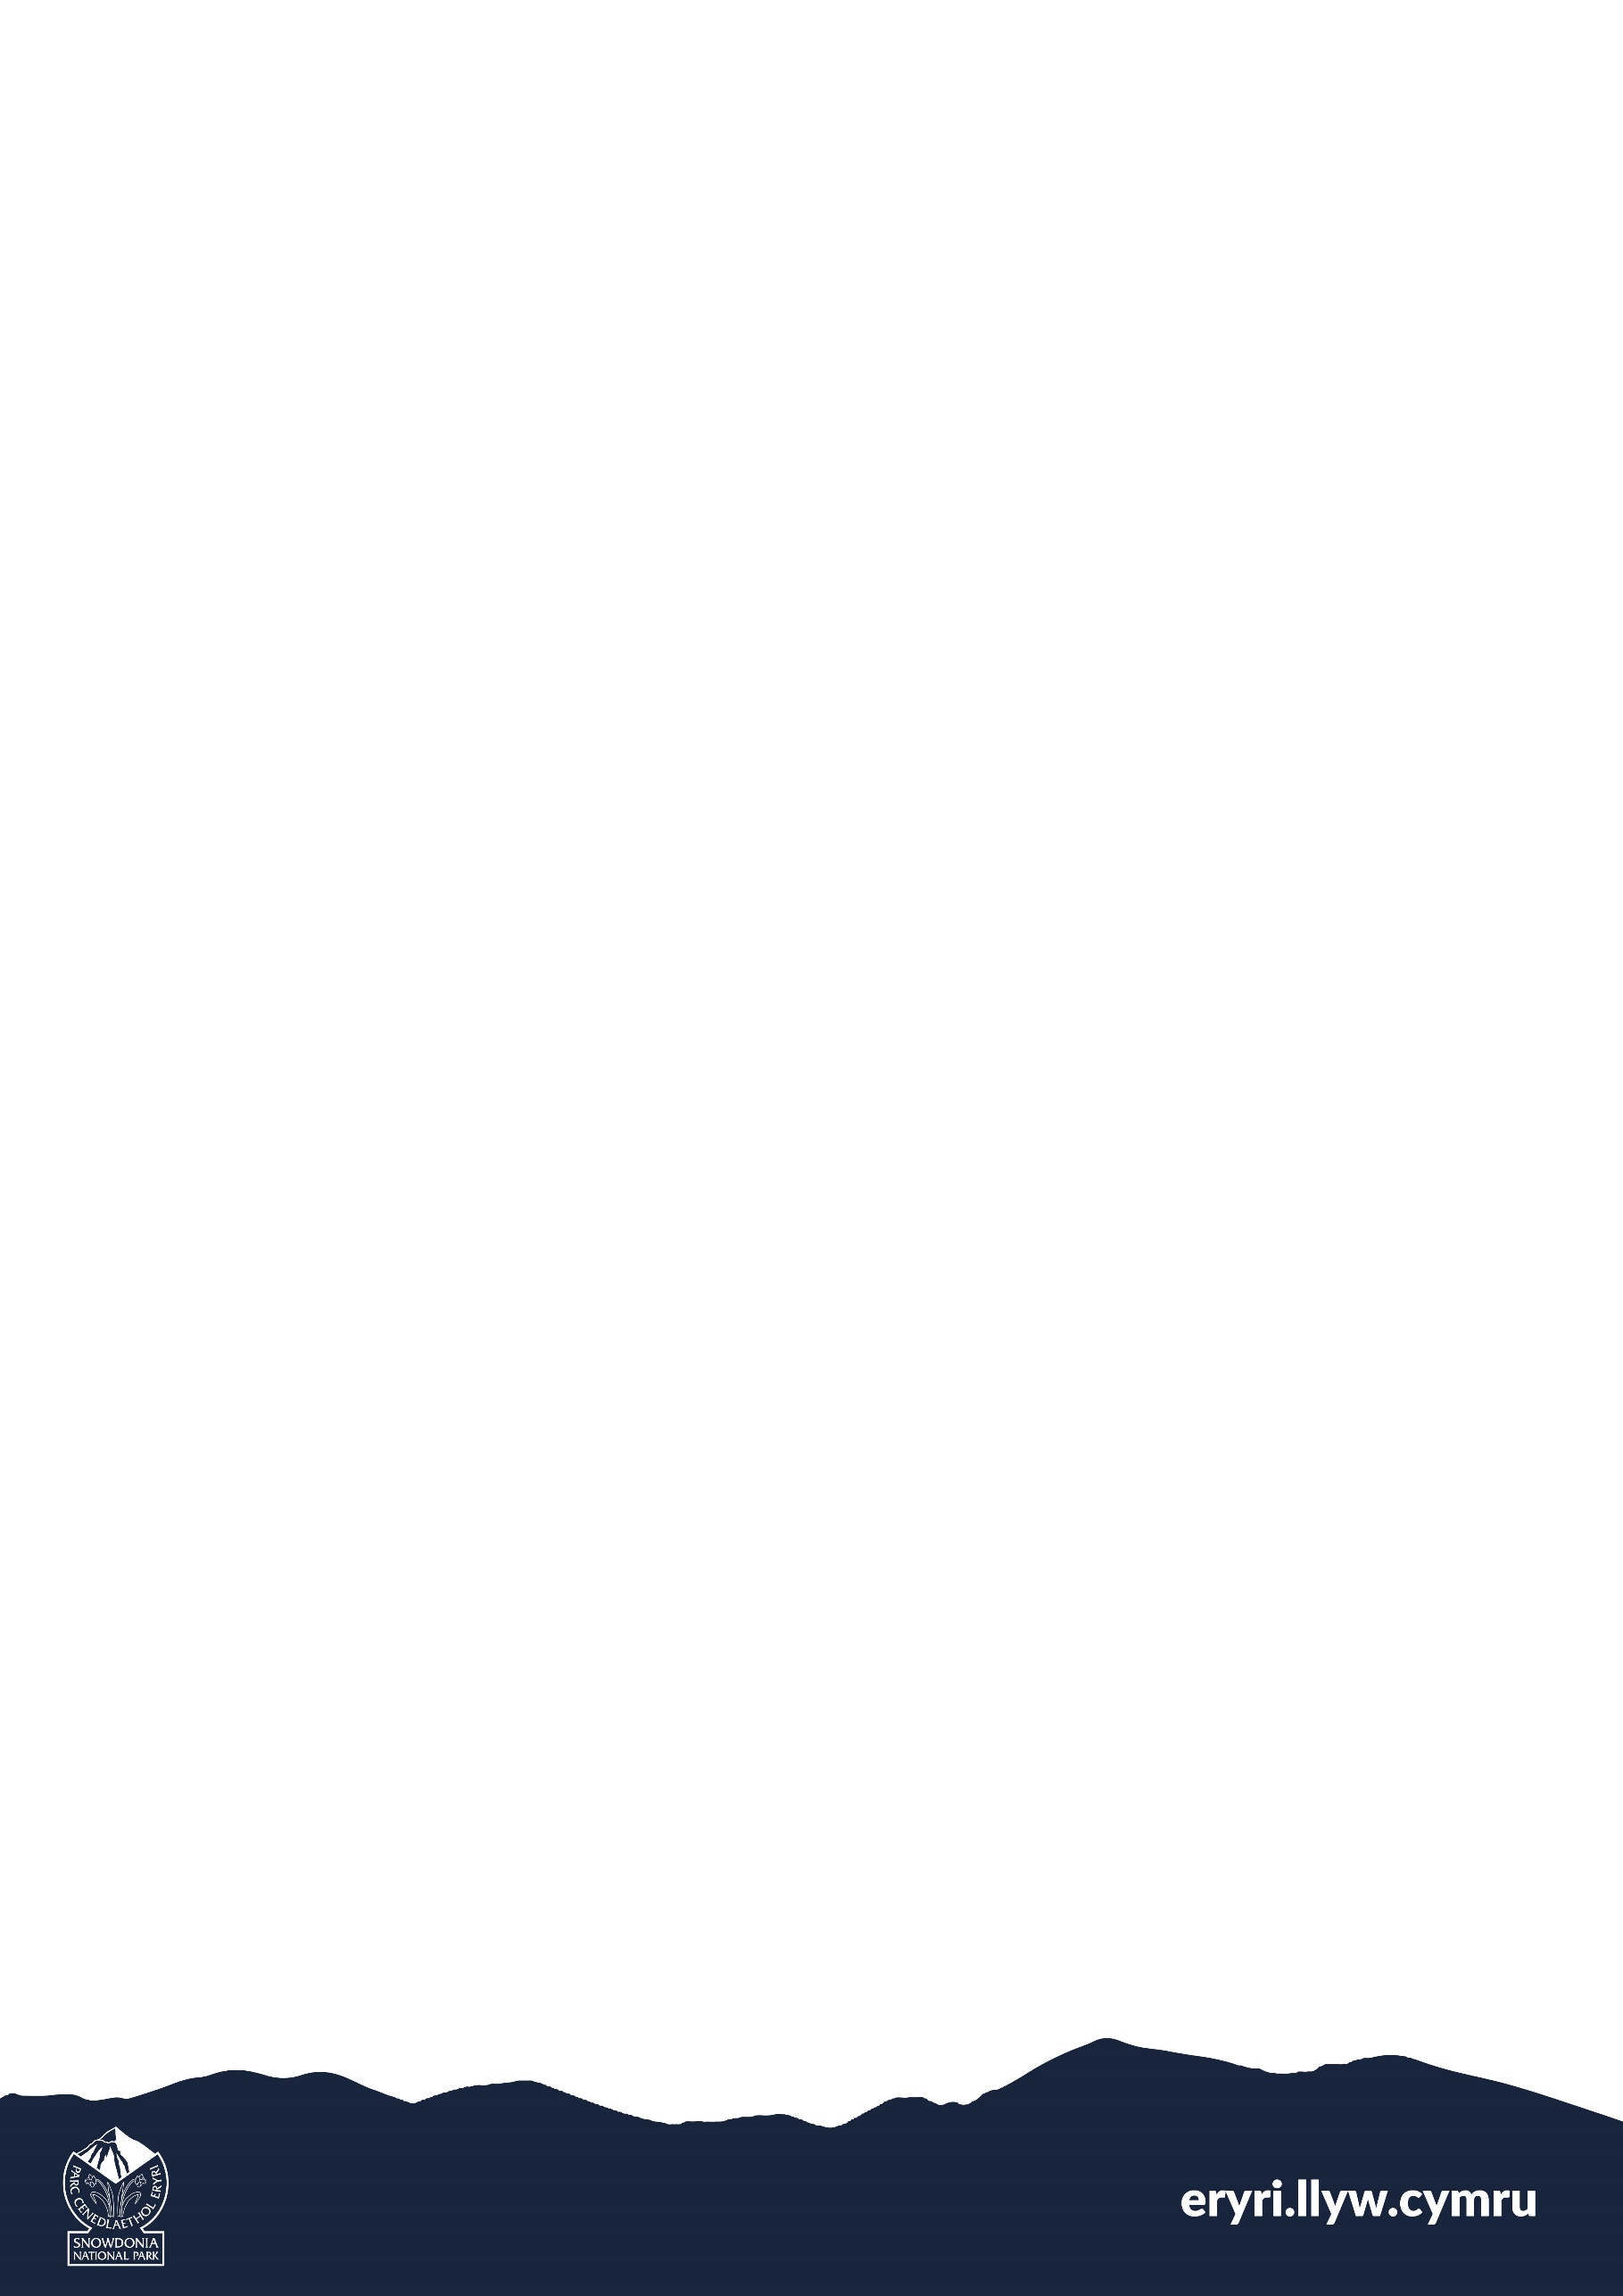 PARC CENEDLAETHOL ERYRI
SNOWDONIA
NATIONAL PARK
eryri.llyw.cymru